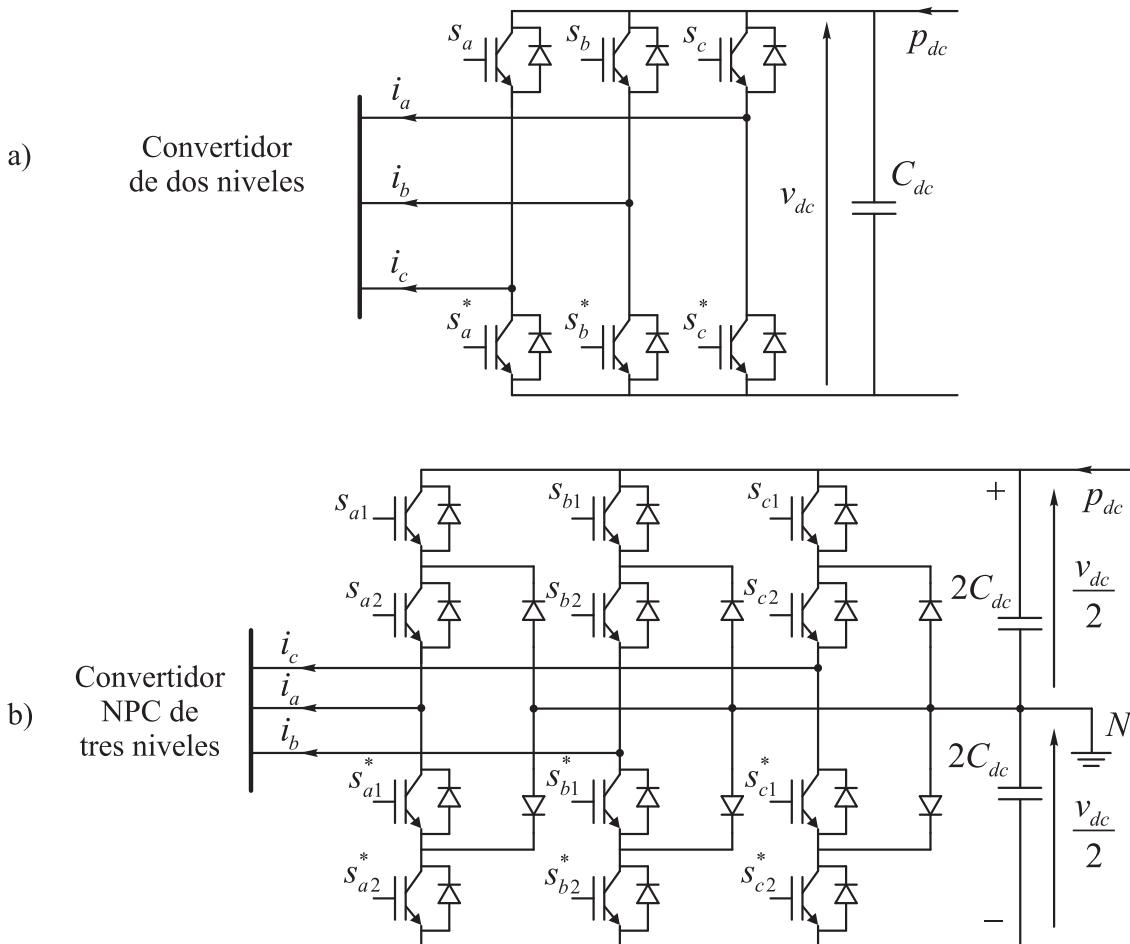 a)
Convertidor
de dos niveles
s_a
s_b
s_c
p_dc
i_a
i_b
i_c
v_dc
C_dc
s_a^*
s_b^*
s_c^*
b)
Convertidor
NPC de
tres niveles
s_a1
s_b1
s_c1
+
p_dc
s_a2
s_b2
s_c2
2C_dc
v_dc/2
i_c
i_a
i_b
N
s_a1^*
s_b1^*
s_c1^*
2C_dc
v_dc/2
s_a2^*
s_b2^*
s_c2^*
−